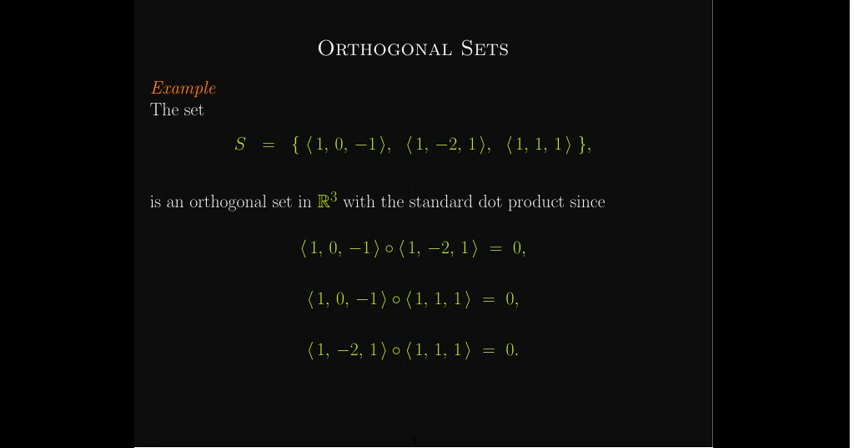 Orthogonal Sets
Example
The set
S = { ⟨1, 0, −1⟩, ⟨1, −2, 1⟩, ⟨1, 1, 1⟩ },
is an orthogonal set in ℝ³ with the standard dot product since
⟨1, 0, −1⟩ ∘ ⟨1, −2, 1⟩ = 0,
⟨1, 0, −1⟩ ∘ ⟨1, 1, 1⟩ = 0,
⟨1, −2, 1⟩ ∘ ⟨1, 1, 1⟩ = 0.